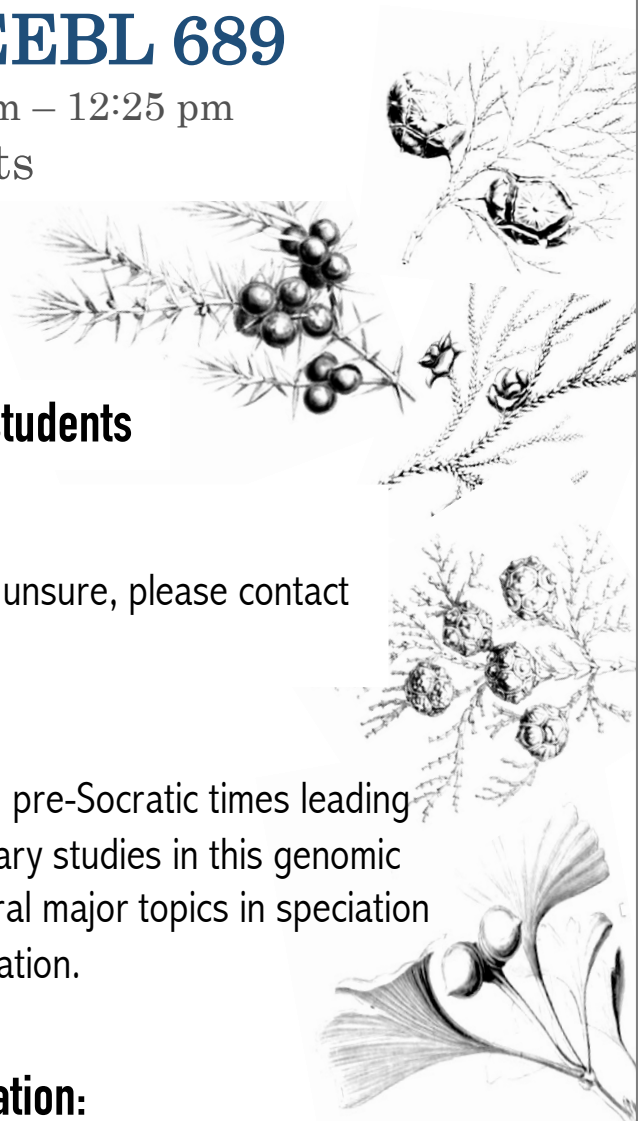 EEBL 689
m – 12:25 pm
ts
students
unsure, please contact
pre-Socratic times leading
ary studies in this genomic
ral major topics in speciation
ation.
ation: